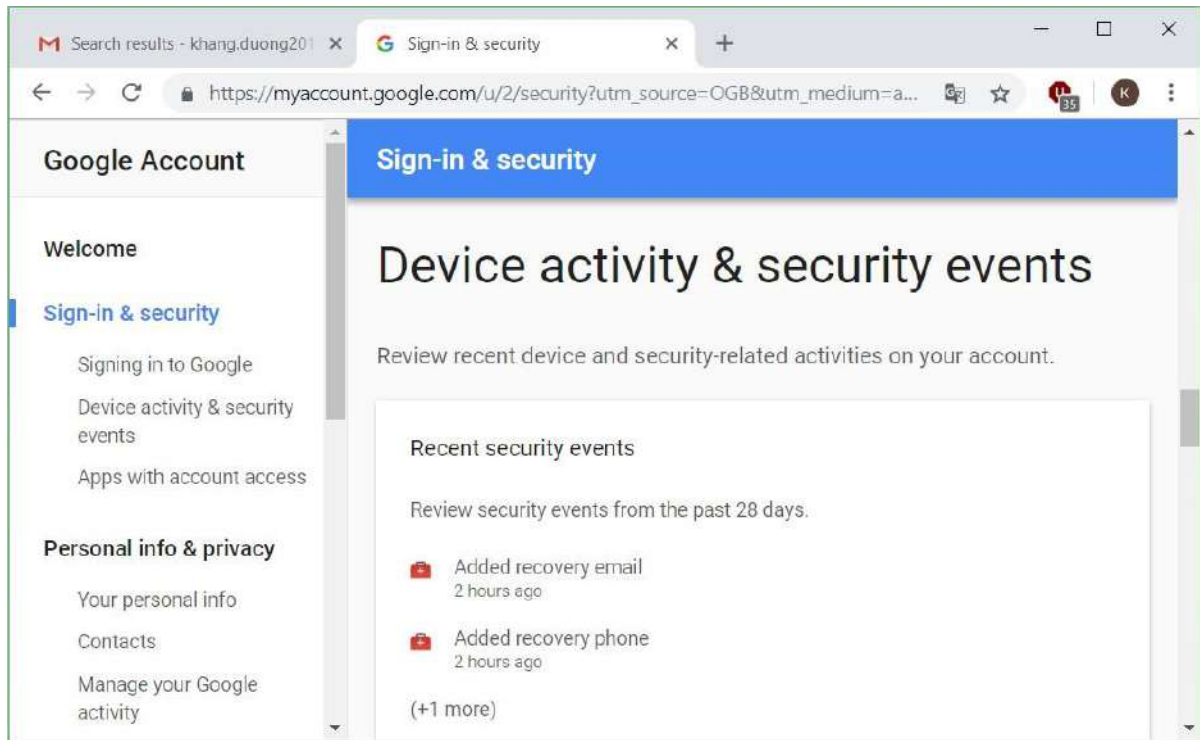 Search results - khang.duong201
Sign-in & security
https://myaccount.google.com/u/2/security?utm_source=OGB&utm_medium=a...
35
K
Google Account
Sign-in & security
Welcome
Sign-in & security
Signing in to Google
Device activity & security
events
Apps with account access
Personal info & privacy
Your personal info
Contacts
Manage your Google
activity
Device activity & security events
Review recent device and security-related activities on your account.
Recent security events
Review security events from the past 28 days.
Added recovery email
2 hours ago
Added recovery phone
2 hours ago
(+1 more)